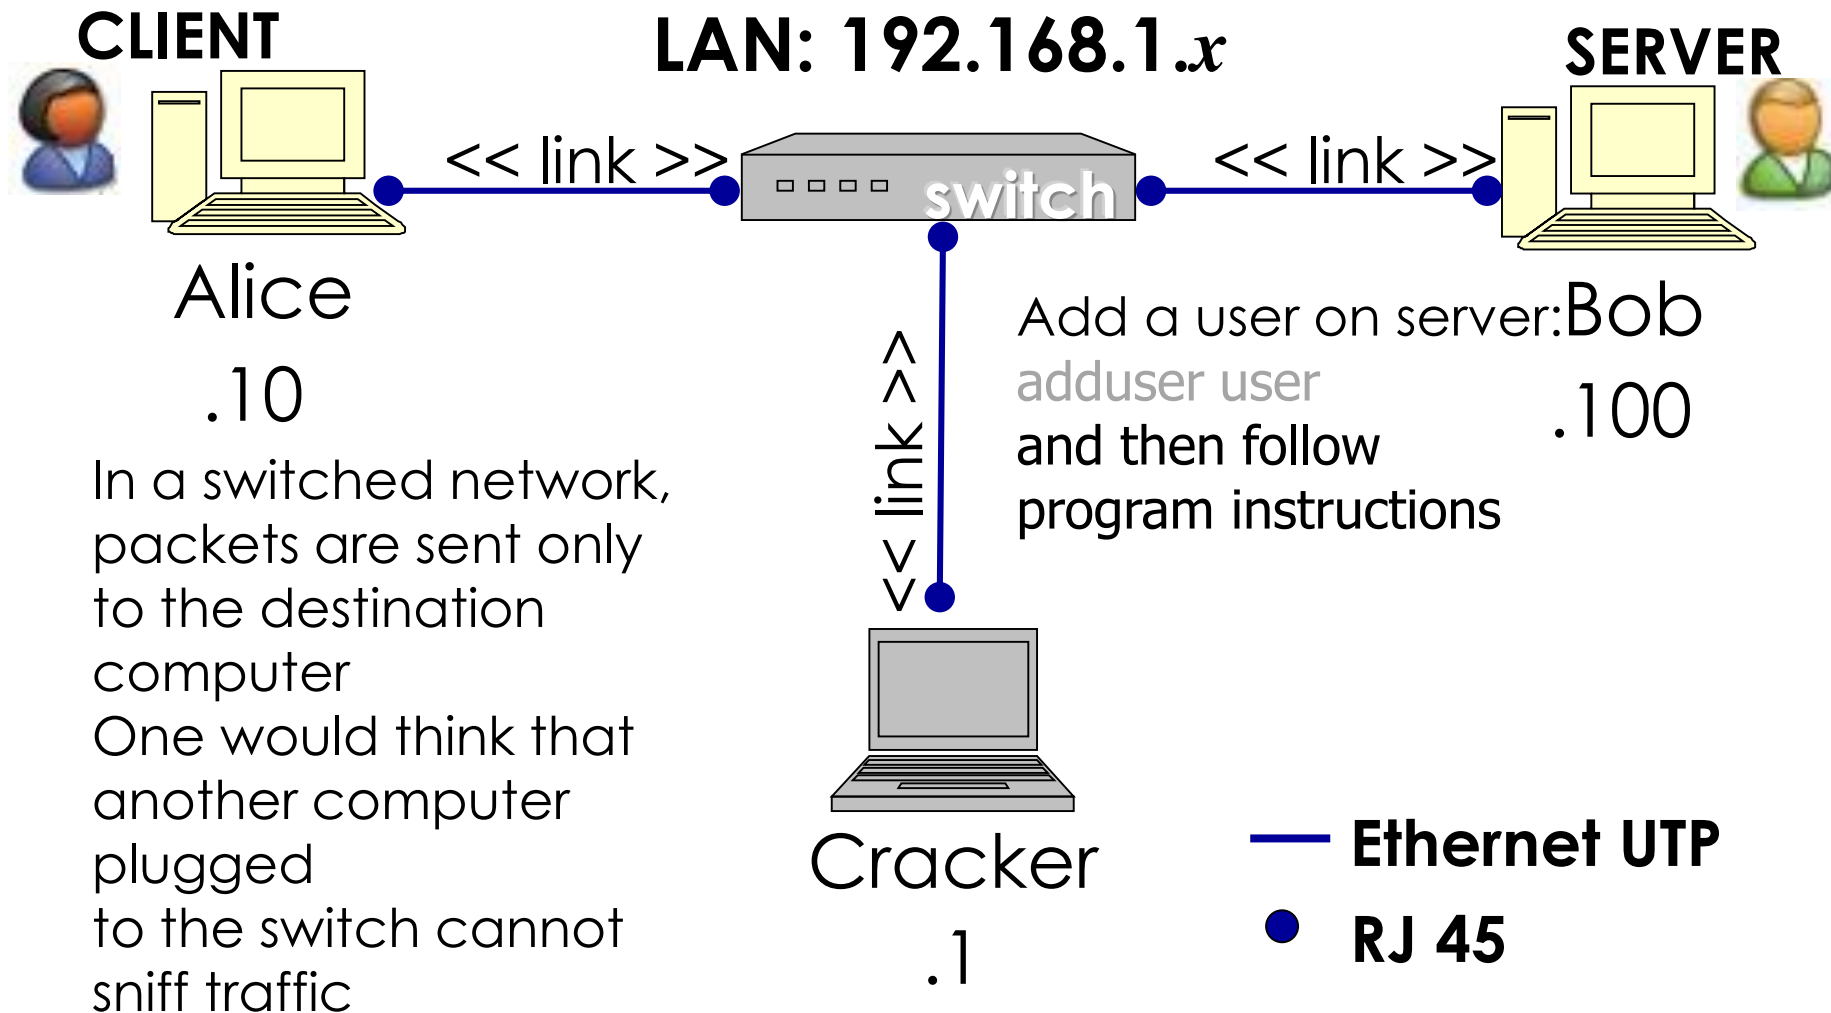 CLIENT
LAN: 192.168.1.x
SERVER
<< link >>
switch
<< link >>
Alice
.10
<< link >>
Add a user on server:
adduser user
and then follow
program instructions
Bob
.100
In a switched network,
packets are sent only
to the destination
computer
One would think that
another computer
plugged
to the switch cannot
sniff traffic
Cracker
.1
Ethernet UTP
RJ 45